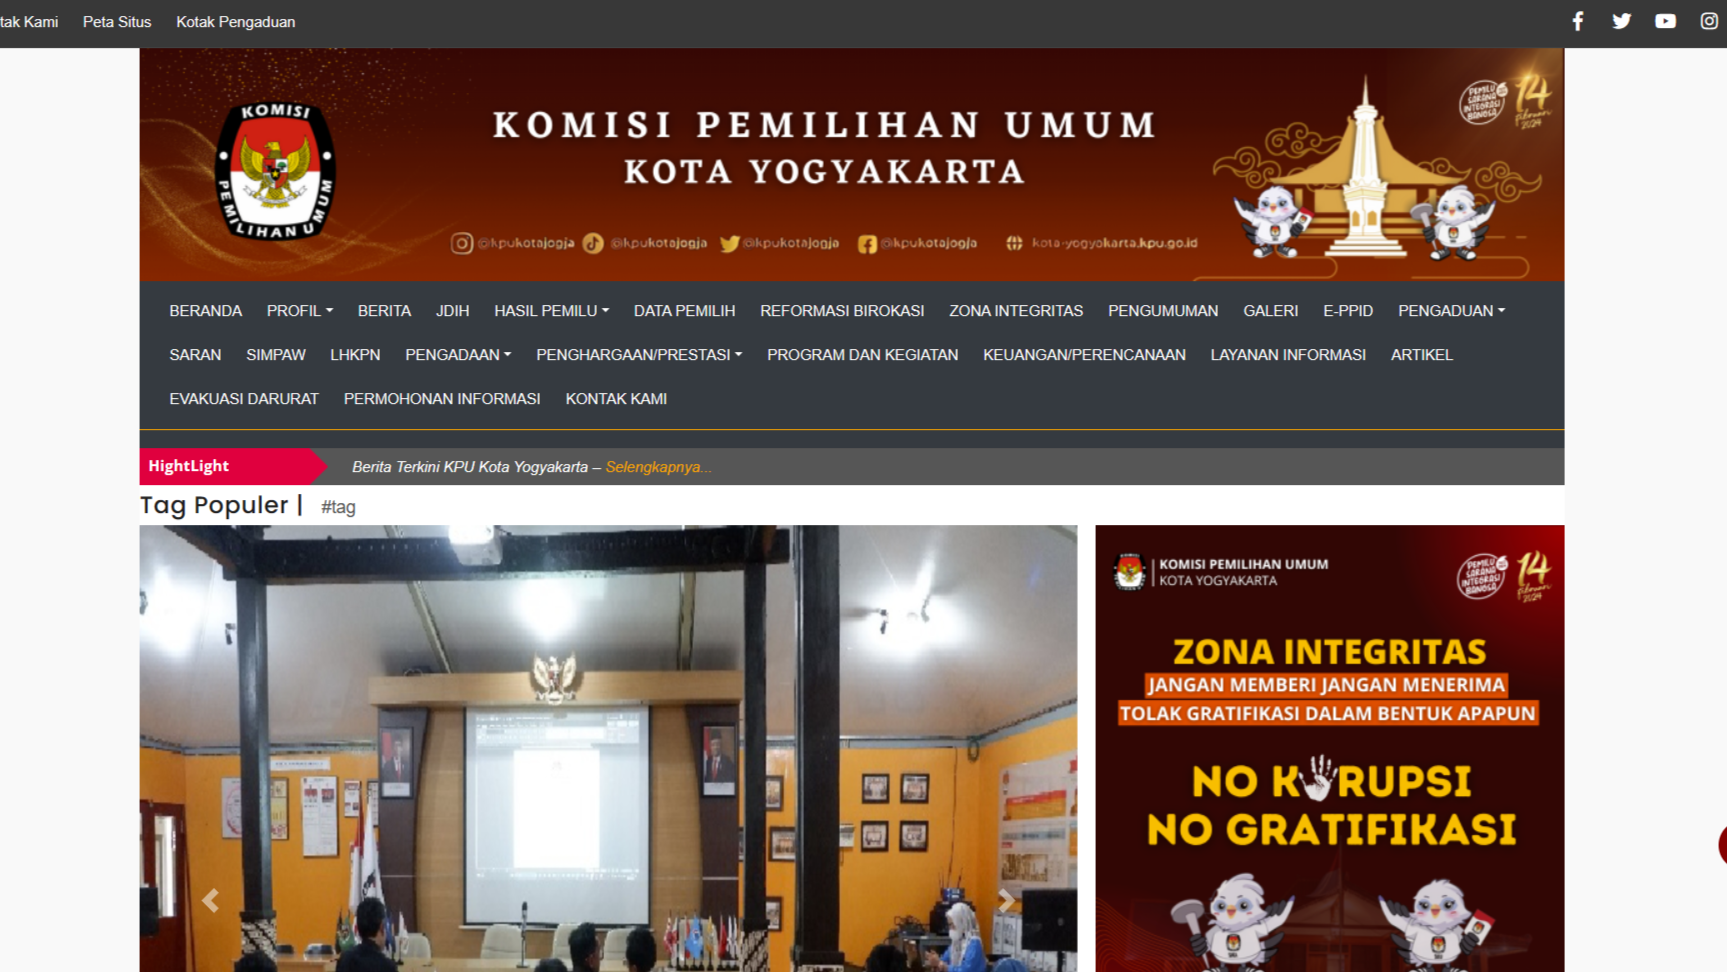 tak Kami Peta Situs Kotak Pengaduan
KOMISI
PEMILIHAN UMUM
KOMISI PEMILIHAN UMUM
KOTA YOGYAKARTA
@kpukotajogja @kpukotajogja @kpukotajogja @kpukotajogja kota-yogyakarta.kpu.go.id
PEMILU
SARANA
INTEGRASI
BANGSA
14
Februari
2024
BERANDA PROFIL BERITA JDIH HASIL PEMILU DATA PEMILIH REFORMASI BIROKASI ZONA INTEGRITAS PENGUMUMAN GALERI E-PPID PENGADUAN
SARAN SIMPAW LHKPN PENGADAAN PENGHARGAAN/PRESTASI PROGRAM DAN KEGIATAN KEUANGAN/PERENCANAAN LAYANAN INFORMASI ARTIKEL
EVAKUASI DARURAT PERMOHONAN INFORMASI KONTAK KAMI
HightLight Berita Terkini KPU Kota Yogyakarta – Selengkapnya...
Tag Populer | #tag
KOMISI PEMILIHAN UMUM
KOTA YOGYAKARTA
PEMILU
SARANA
INTEGRASI
BANGSA
14
Februari
2024
ZONA INTEGRITAS
JANGAN MEMBERI JANGAN MENERIMA
TOLAK GRATIFIKASI DALAM BENTUK APAPUN
NO KORUPSI
NO GRATIFIKASI